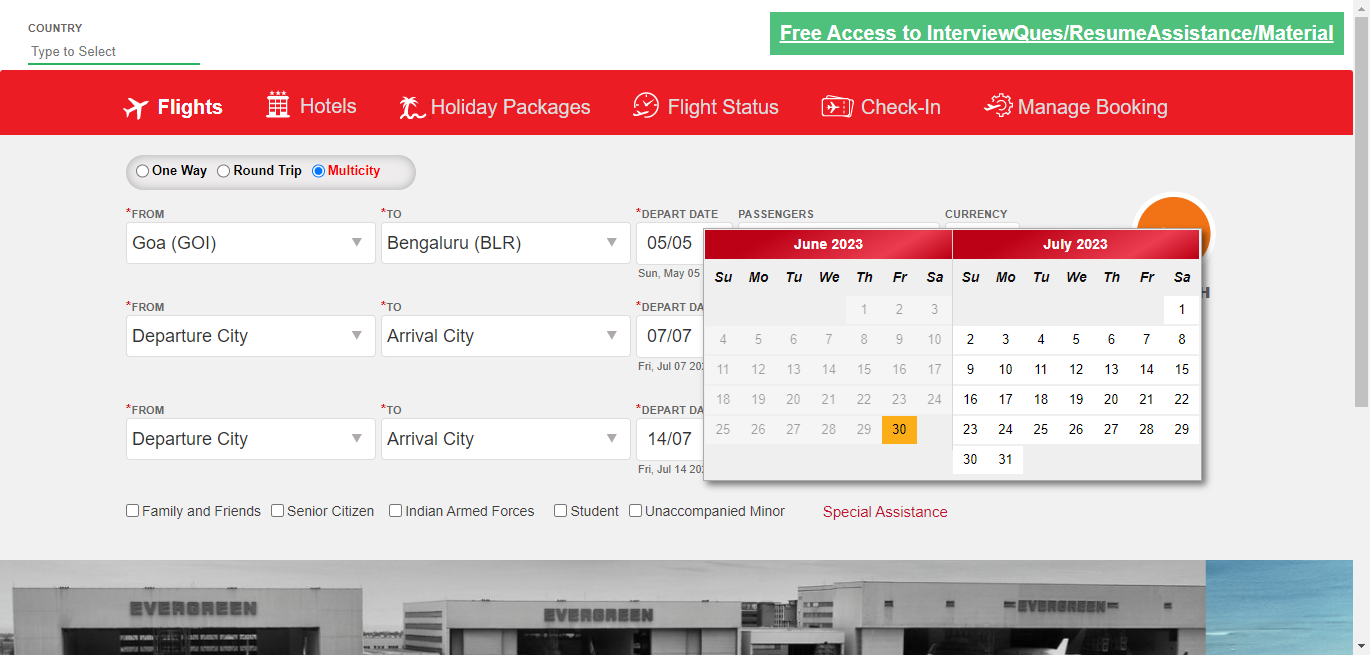 COUNTRY
Type to Select
Free Access to InterviewQues/ResumeAssistance/Material
Flights Hotels Holiday Packages Flight Status Check-In Manage Booking
One Way Round Trip Multicity
*FROM *TO *DEPART DATE PASSENGERS CURRENCY
Goa (GOI) Bengaluru (BLR) 05/05
Sun, May 05
*FROM *TO *DEPART DA
Departure City Arrival City 07/07
Fri, Jul 07 202
*FROM *TO *DEPART DA
Departure City Arrival City 14/07
Fri, Jul 14 202
June 2023
Su Mo Tu We Th Fr Sa
1 2 3
4 5 6 7 8 9 10
11 12 13 14 15 16 17
18 19 20 21 22 23 24
25 26 27 28 29 30
July 2023
Su Mo Tu We Th Fr Sa
1
2 3 4 5 6 7 8
9 10 11 12 13 14 15
16 17 18 19 20 21 22
23 24 25 26 27 28 29
30 31
H
Family and Friends Senior Citizen Indian Armed Forces Student Unaccompanied Minor Special Assistance
EVERGREEN EVERGREEN EVERGREEN